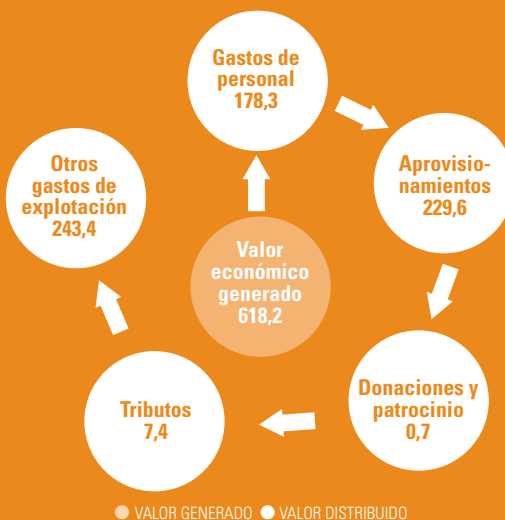 Gastos de
personal
178,3
Aprovisio-
namientos
229,6
Otros
gastos de
explotación
243,4
Valor
económico
generado
618,2
Donaciones y
patrocinio
0,7
Tributos
7,4
VALOR GENERADO VALOR DISTRIBUIDO